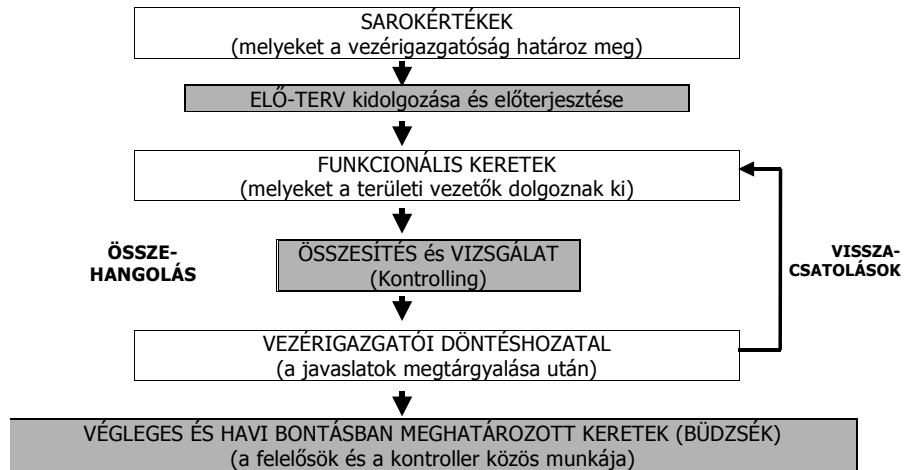 SAROKÉRTÉKEK
(melyeket a vezérigazgatóság határoz meg)
ELŐ-TERV kidolgozása és előterjesztése
FUNKCIONÁLIS KERETEK
(melyeket a területi vezetők dolgoznak ki)
ÖSSZE-
HANGOLÁS
ÖSSZESÍTÉS és VIZSGÁLAT
(Kontrolling)
VISSZA-
CSATOLÁSOK
VEZÉRIGAZGATÓI DÖNTÉSHOZATAL
(a javaslatok megtárgyalása után)
VÉGLEGES ÉS HAVI BONTÁSBAN MEGHATÁROZOTT KERETEK (BÜDZSÉK)
(a felelősök és a kontroller közös munkája)